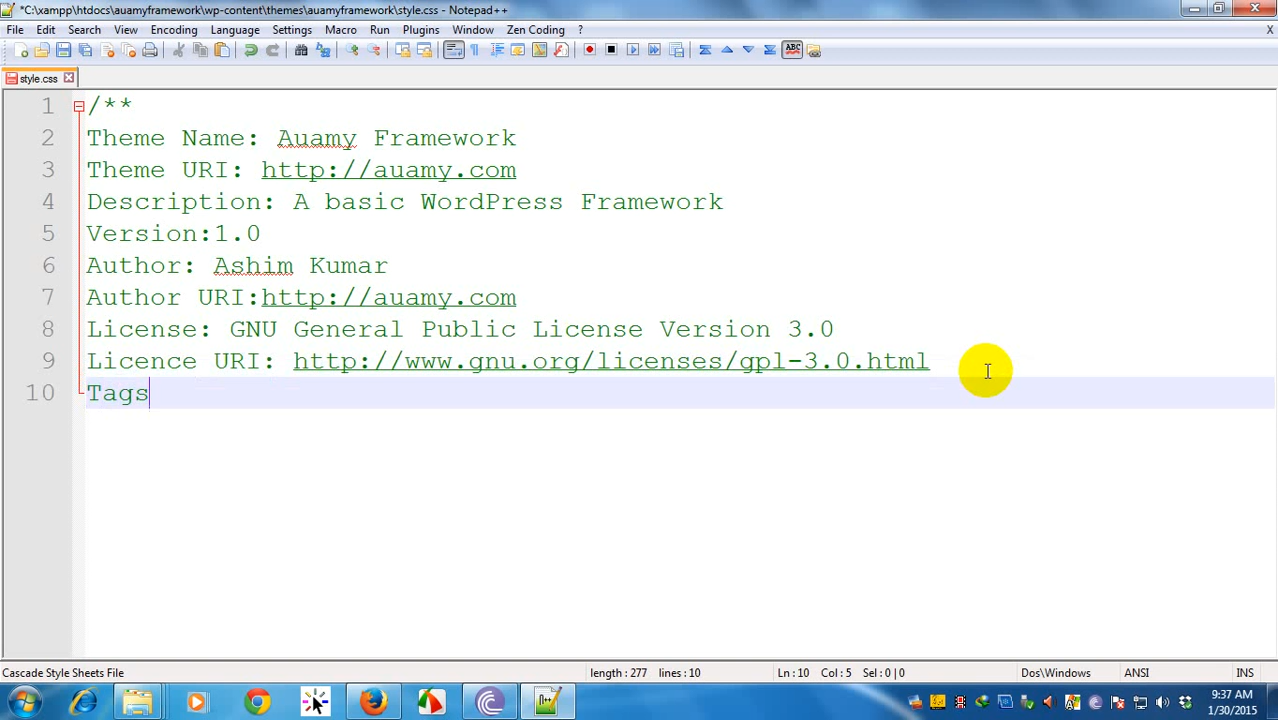 *C:\xampp\htdocs\auamyframework\wp-content\themes\auamyframework\style.css - Notepad++
File Edit Search View Encoding Language Settings Macro Run Plugins Window Zen Coding ? X
ABC
style.css
1 /**
2 Theme Name: Auamy Framework
3 Theme URI: http://auamy.com
4 Description: A basic WordPress Framework
5 Version:1.0
6 Author: Ashim Kumar
7 Author URI:http://auamy.com
8 License: GNU General Public License Version 3.0
9 Licence URI: http://www.gnu.org/licenses/gpl-3.0.html
10 Tags
Cascade Style Sheets File length : 277 lines : 10 Ln : 10 Col : 5 Sel : 0 | 0 Dos\Windows ANSI INS
9:37 AM
1/30/2015